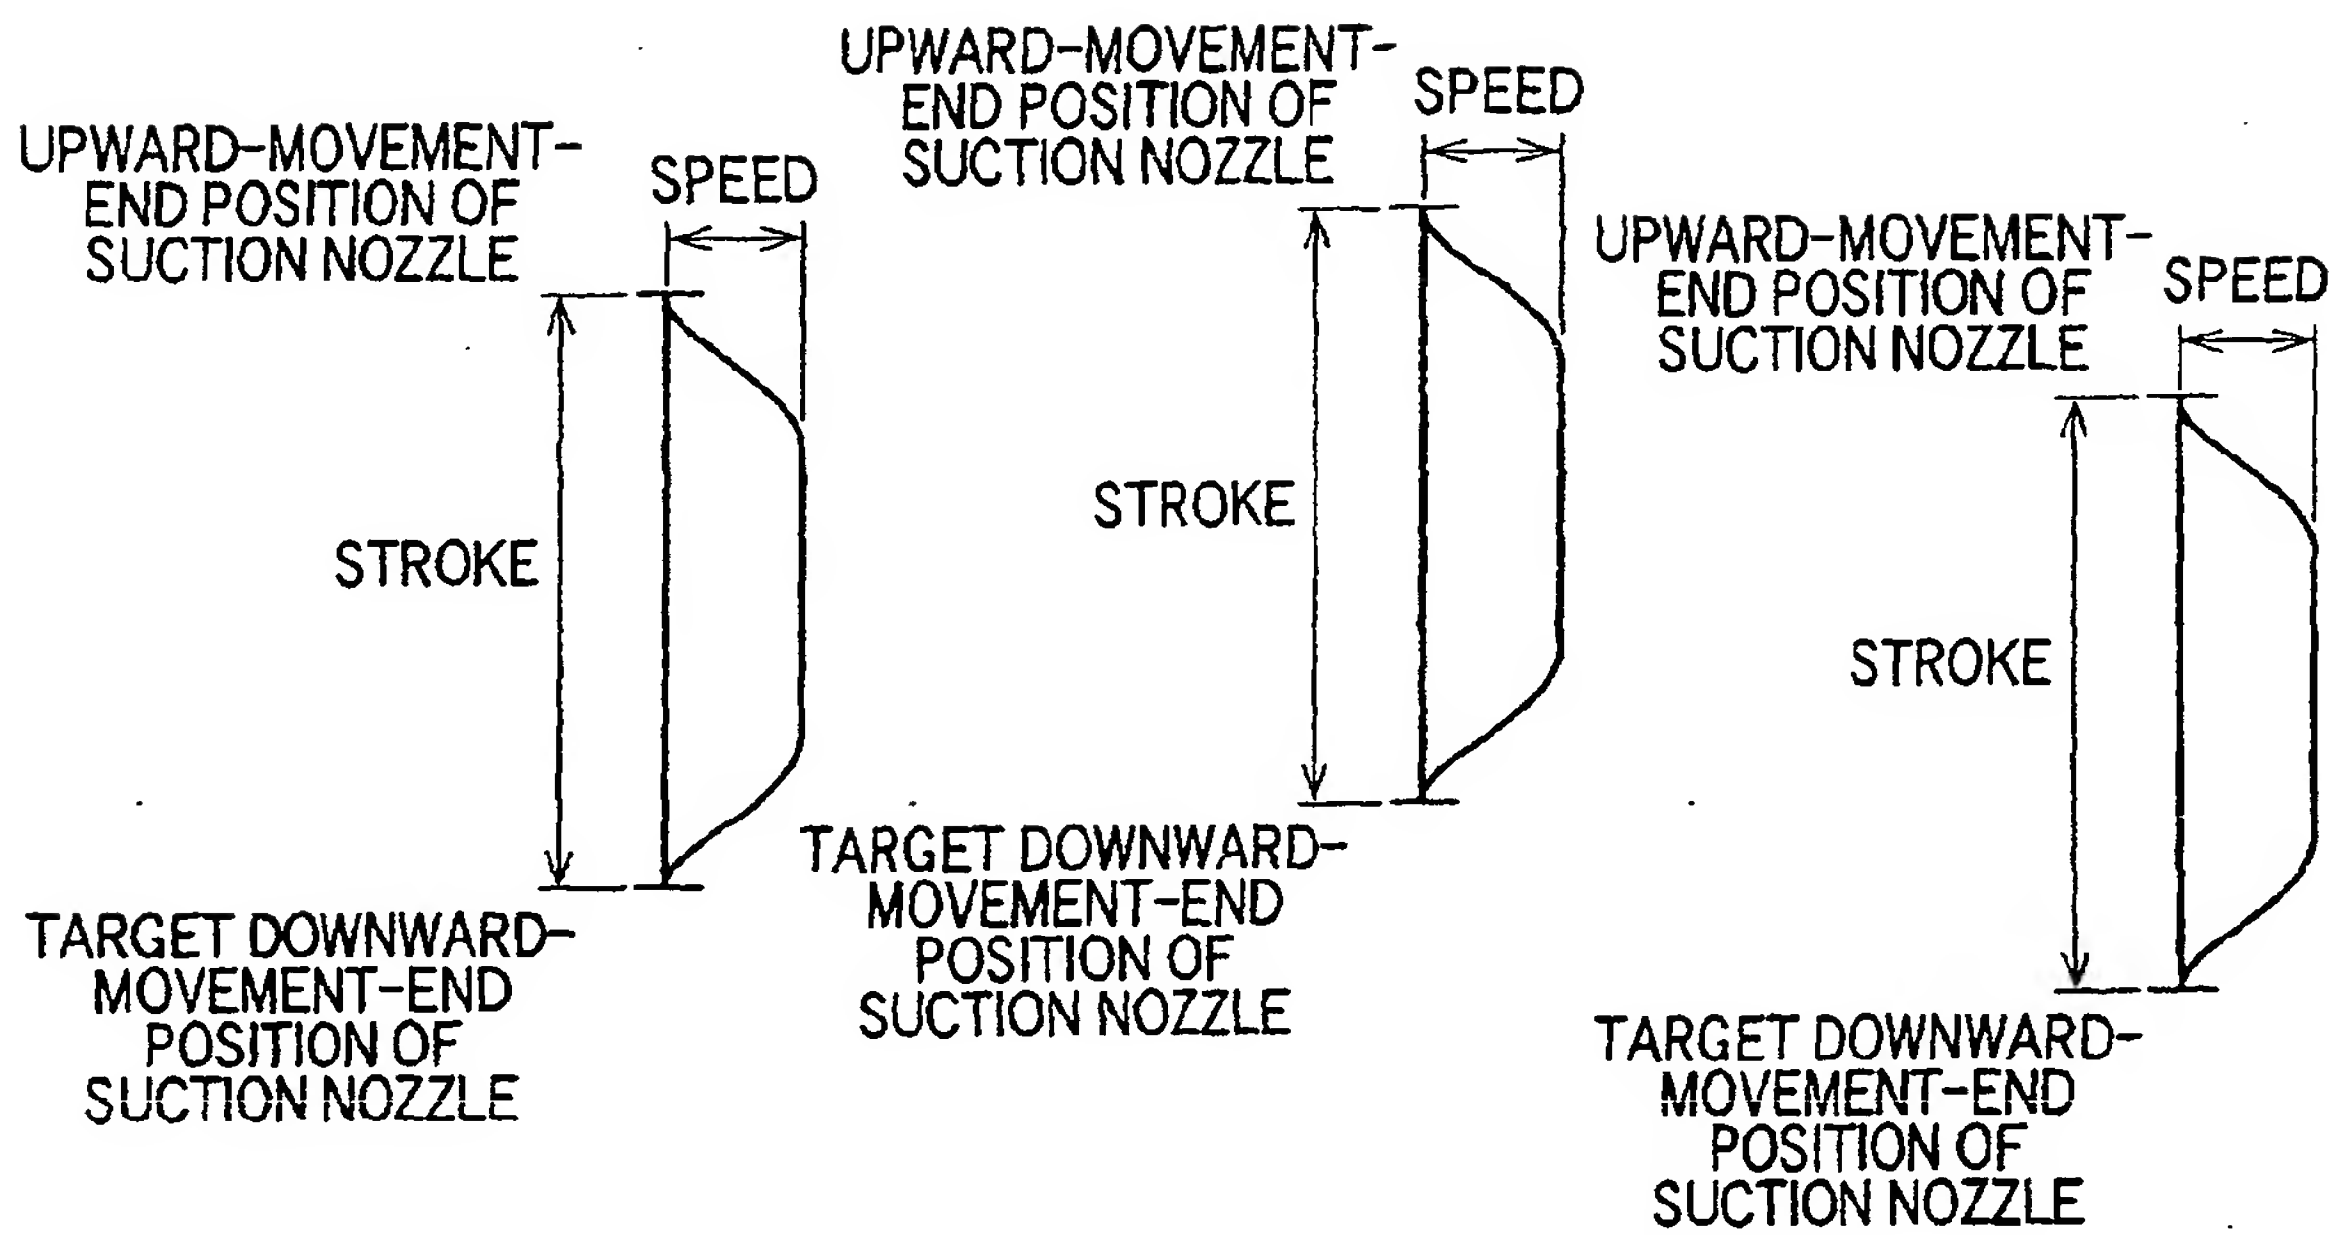 UPWARD-MOVEMENT-
END POSITION OF
SUCTION NOZZLE
SPEED
STROKE
TARGET DOWNWARD-
MOVEMENT-END
POSITION OF
SUCTION NOZZLE
UPWARD-MOVEMENT-
END POSITION OF
SUCTION NOZZLE
SPEED
STROKE
TARGET DOWNWARD-
MOVEMENT-END
POSITION OF
SUCTION NOZZLE
UPWARD-MOVEMENT-
END POSITION OF
SUCTION NOZZLE
SPEED
STROKE
TARGET DOWNWARD-
MOVEMENT-END
POSITION OF
SUCTION NOZZLE